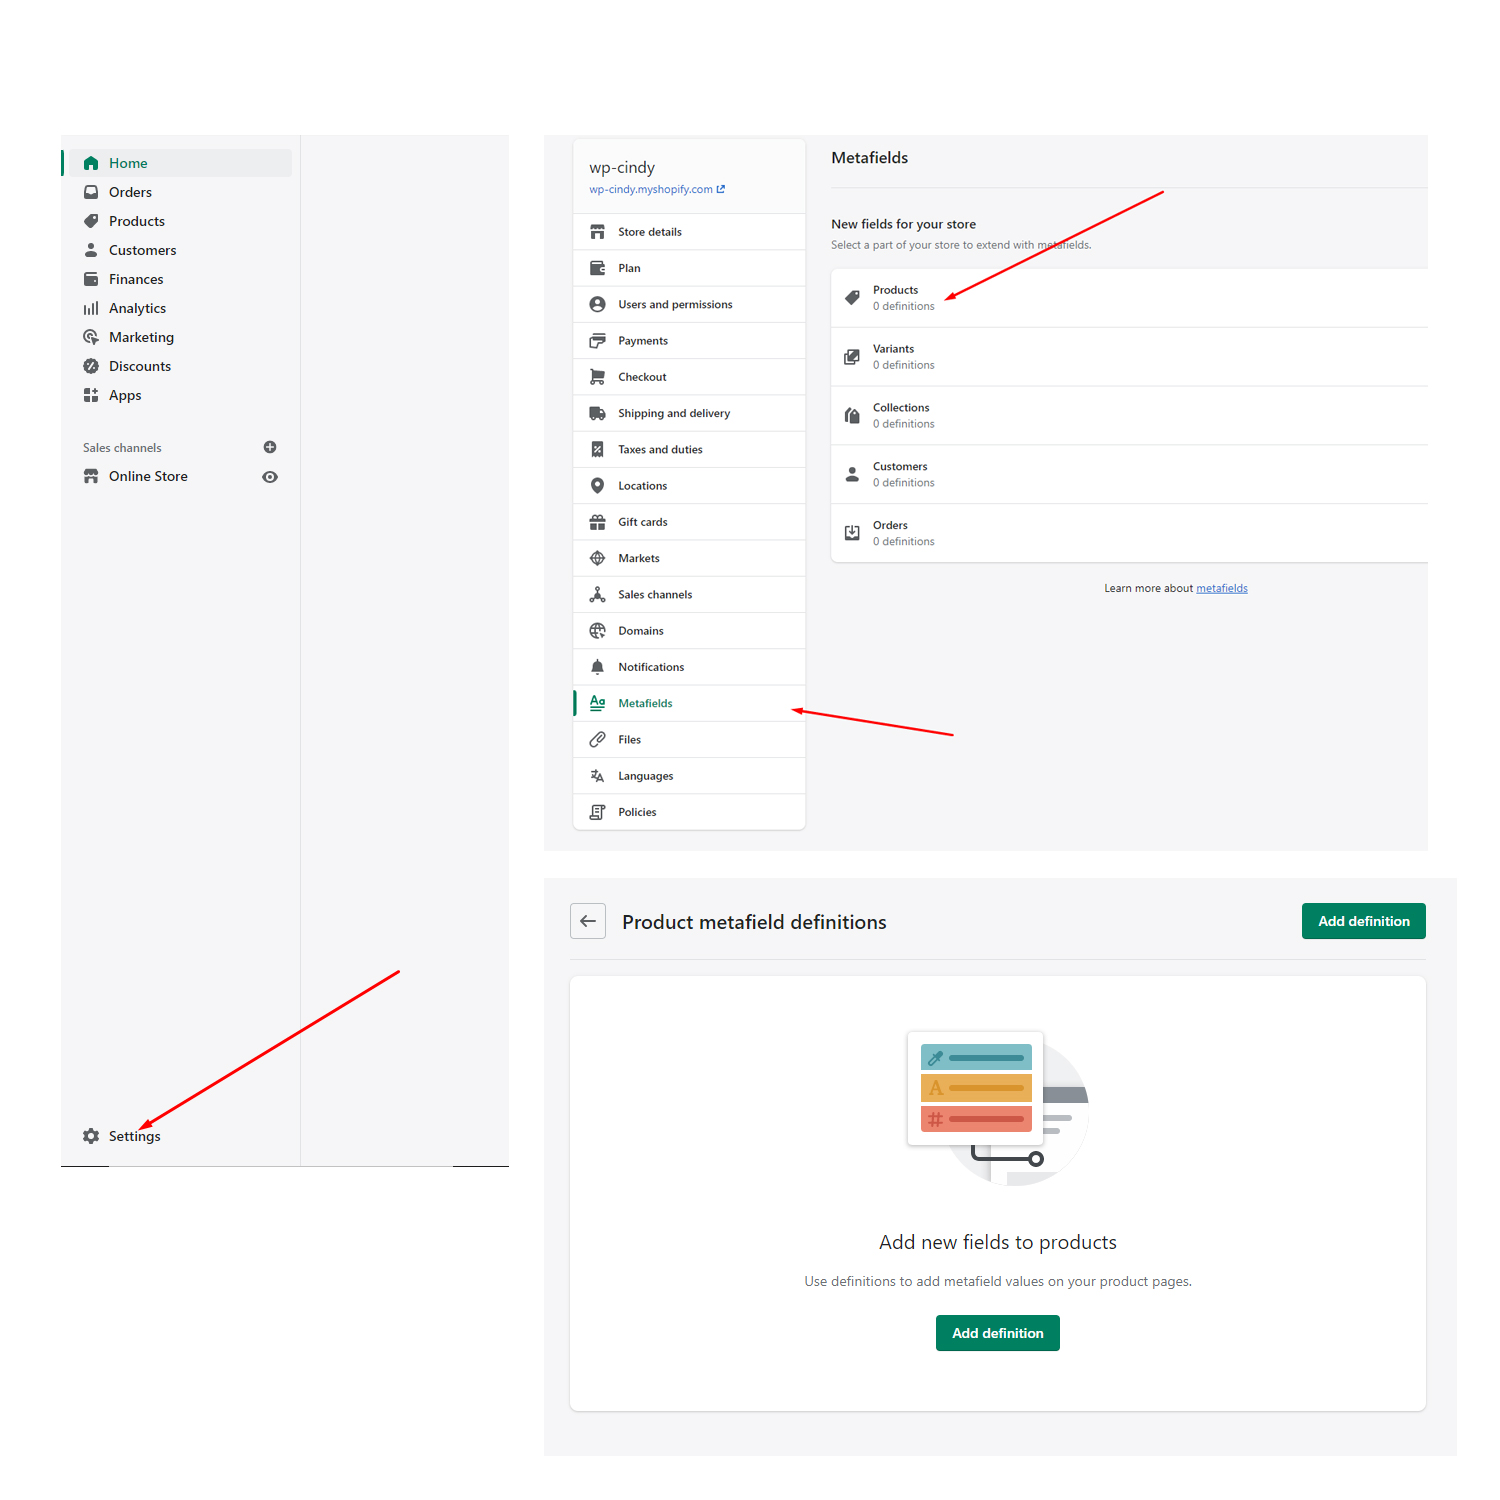 Home
Orders
Products
Customers
Finances
Analytics
Marketing
Discounts
Apps
Sales channels
Online Store
Settings
wp-cindy
wp-cindy.myshopify.com
Store details
Plan
Users and permissions
Payments
Checkout
Shipping and delivery
Taxes and duties
Locations
Gift cards
Markets
Sales channels
Domains
Notifications
Metafields
Files
Languages
Policies
Metafields
New fields for your store
Select a part of your store to extend with metafields.
Products
0 definitions
Variants
0 definitions
Collections
0 definitions
Customers
0 definitions
Orders
0 definitions
Learn more about metafields
Product metafield definitions
Add definition
A
#
Add new fields to products
Use definitions to add metafield values on your product pages.
Add definition